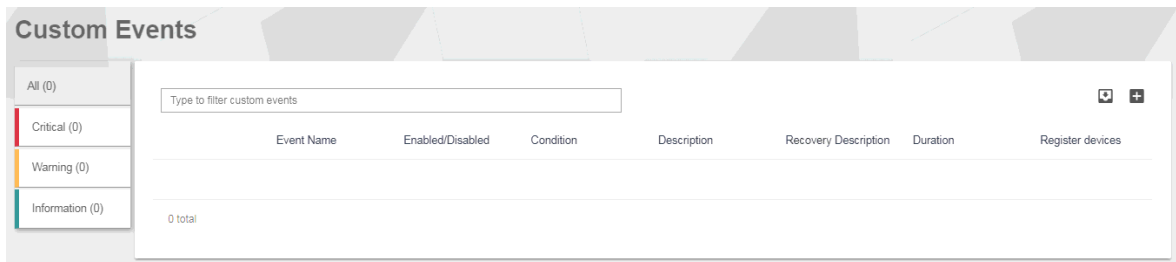 Custom Events
All (0)
Critical (0)
Warning (0)
Information (0)
Type to filter custom events
Event Name Enabled/Disabled Condition Description Recovery Description Duration Register devices
0 total